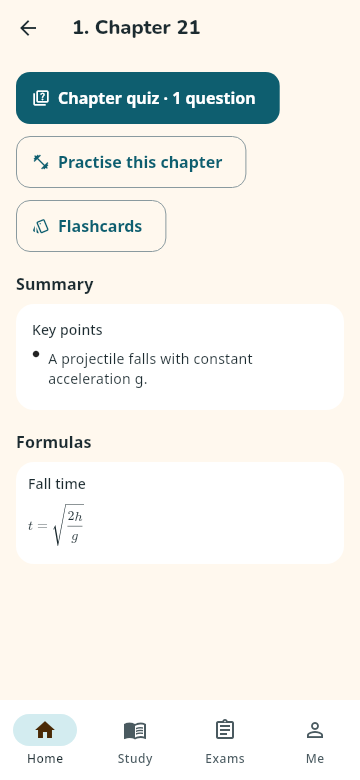 1. Chapter 21
Chapter quiz · 1 question
Practise this chapter
Flashcards
Summary
Key points
• A projectile falls with constant
acceleration g.
Formulas
Fall time
t = √(2h/g)
Home
Study
Exams
Me